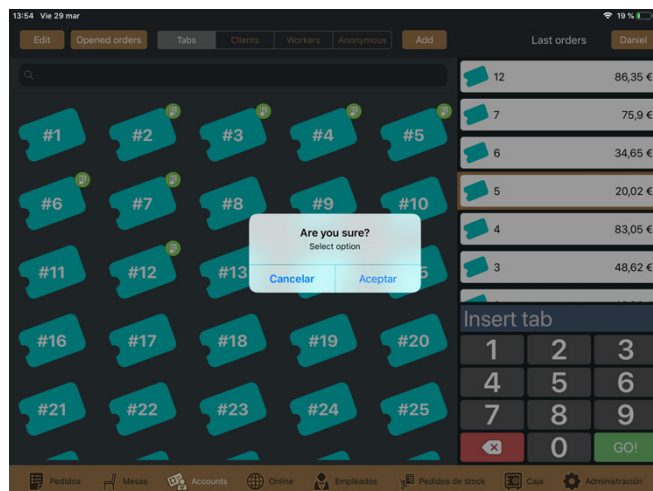 13:54 Vie 29 mar 19 %
Edit Opened orders Tabs Clients Workers Anonymous Add Last orders Daniel
12 86,35 €
7 75,9 €
6 34,65 €
5 20,02 €
4 83,05 €
3 48,62 €
#1 #2 #3 #4 #5
#6 #7 #8 #9 #10
Are you sure?
Select option
Cancelar Aceptar
#11 #12 #13 5
#16 #17 #18 #19 #20
#21 #22 #23 #24 #25
Insert tab
1 2 3
4 5 6
7 8 9
0 GO!
Pedidos Mesas Accounts Online Empleados Pedidos de stock Caja Administración